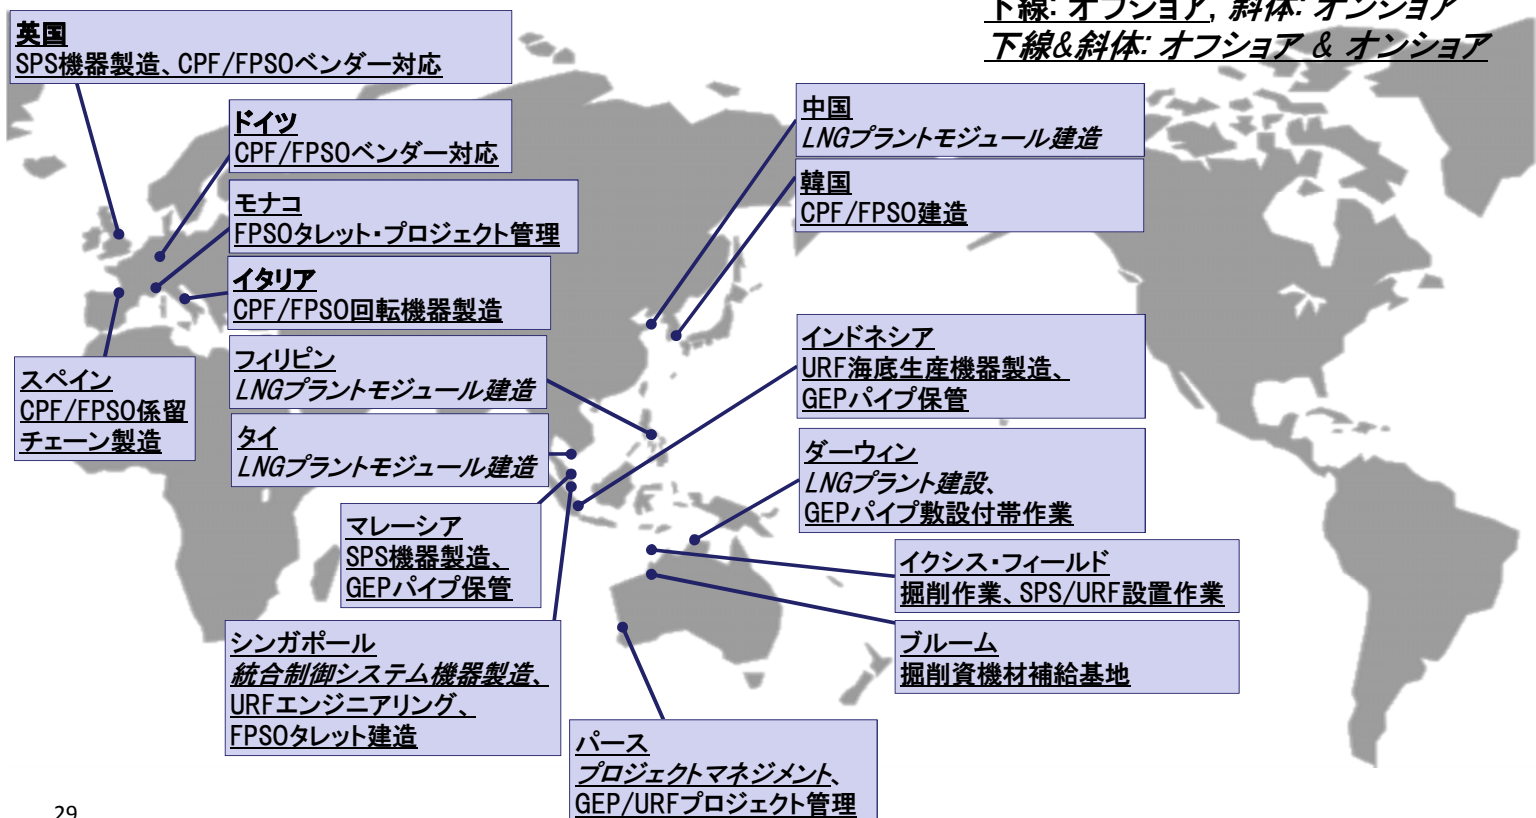 下線: オフショア, 斜体: オンショア
下線&斜体: オフショア & オンショア
英国
SPS機器製造、CPF/FPSOベンダー対応
ドイツ
CPF/FPSOベンダー対応
モナコ
FPSOタレット・プロジェクト管理
イタリア
CPF/FPSO回転機器製造
スペイン
CPF/FPSO係留
チェーン製造
フィリピン
LNGプラントモジュール建造
タイ
LNGプラントモジュール建造
マレーシア
SPS機器製造、
GEPパイプ保管
シンガポール
統合制御システム機器製造、
URFエンジニアリング、
FPSOタレット建造
中国
LNGプラントモジュール建造
韓国
CPF/FPSO建造
インドネシア
URF海底生産機器製造、
GEPパイプ保管
ダーウィン
LNGプラント建設、
GEPパイプ敷設付帯作業
イクシス・フィールド
掘削作業、SPS/URF設置作業
ブルーム
掘削資機材補給基地
パース
プロジェクトマネジメント、
GEP/URFプロジェクト管理
29